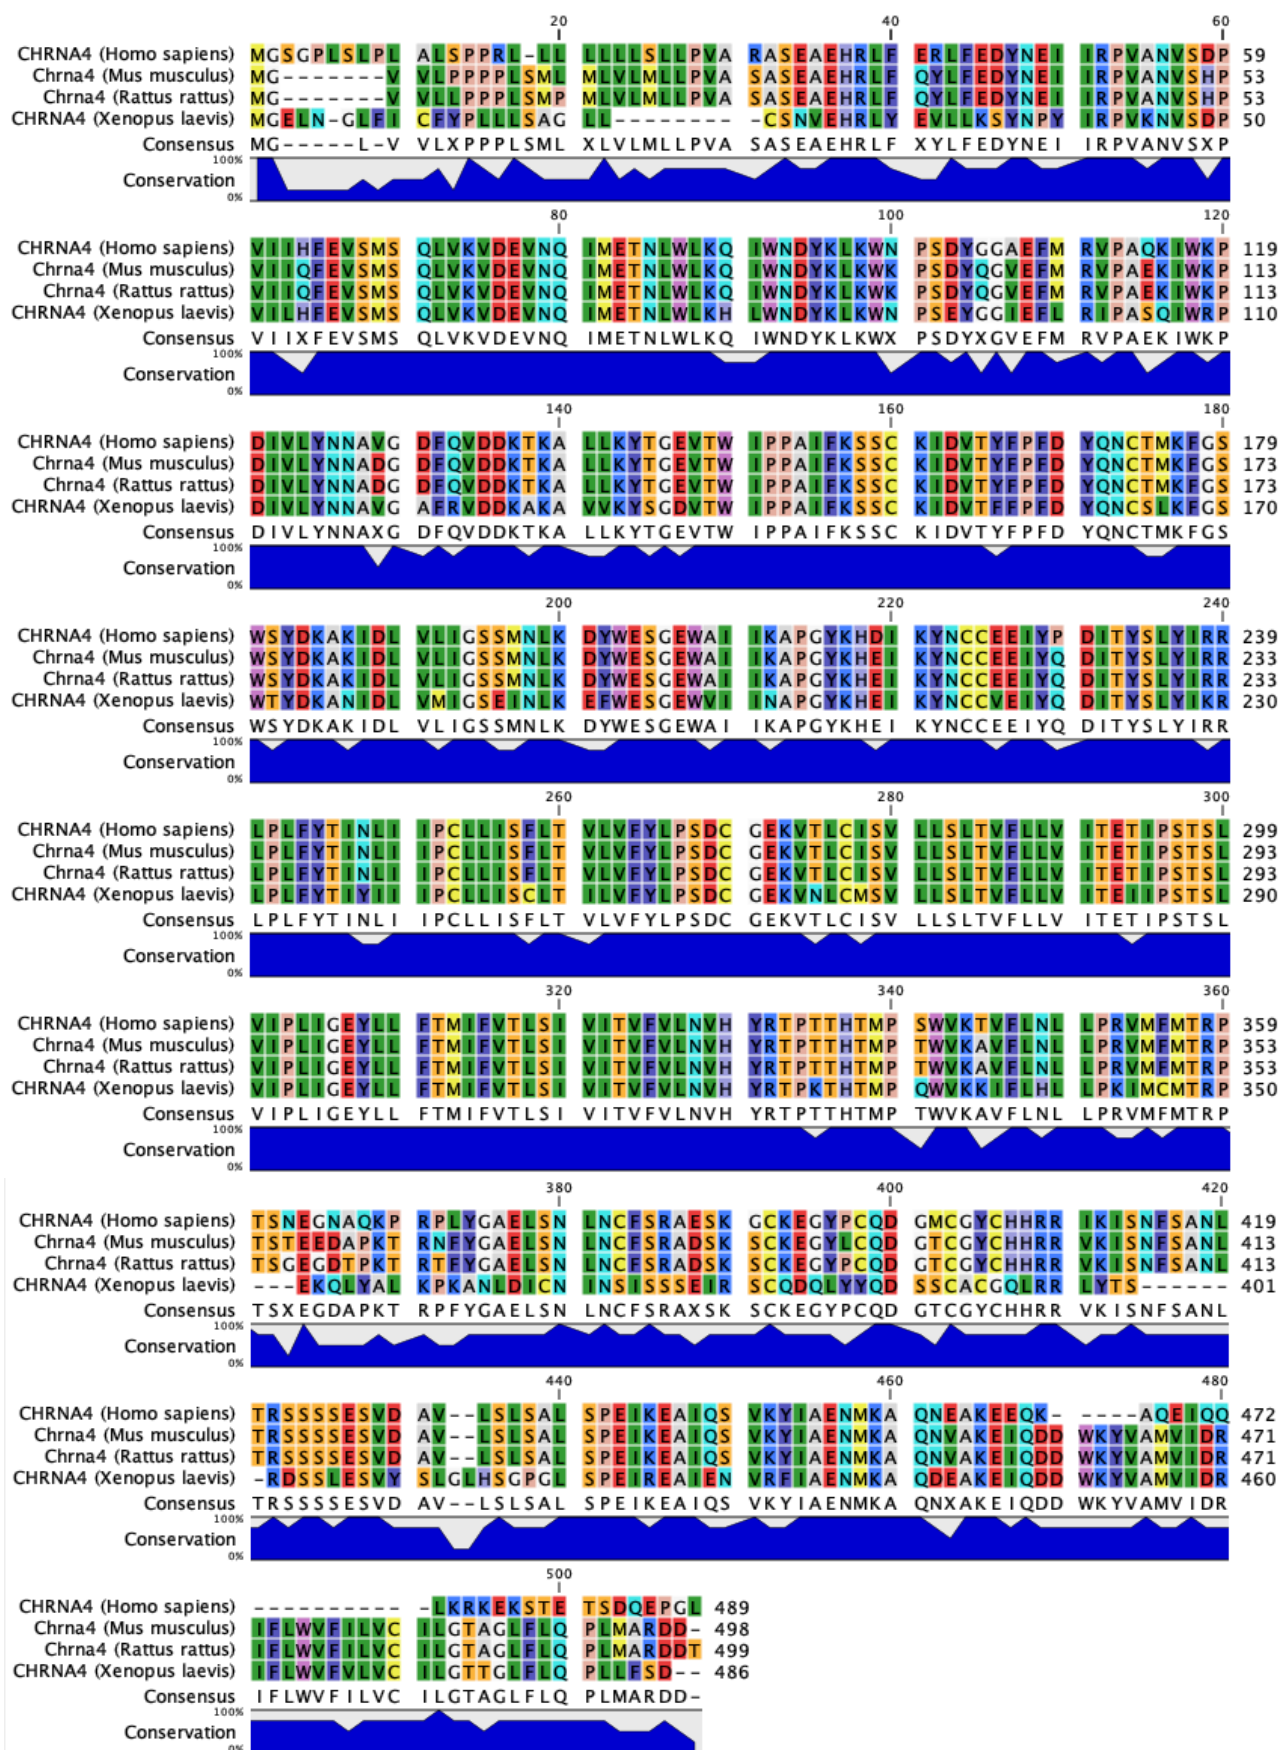 20 40 60
CHRNA4 (Homo sapiens) MGSGPLSLPL ALSPPRL-LL LLLLSLLPVA RASEAEHRLF ERLFEDYNEI IRPVANVSDP 59
Chrna4 (Mus musculus) MG-------V VLPPPPLSML MLVLMLLPVA SASEAEHRLF QYLFEDYNEI IRPVANVSHP 53
Chrna4 (Rattus rattus) MG-------V VLLPPPLSMP MLVLMLLPVA SASEAEHRLF QYLFEDYNEI IRPVANVSHP 53
CHRNA4 (Xenopus laevis) MGELN-GLFI CFYPLLLSAG LL-------- -CSNVEHRLY EVLLKSYNPY IRPVKNVSDP 50
Consensus MG-----L-V VLXPPPLSML XLVLMLLPVA SASEAEHRLF XYLFEDYNEI IRPVANVSXP
100%
Conservation
0%
80 100 120
CHRNA4 (Homo sapiens) VIIHFEVSMS QLVKVDEVNQ IMETNLWLKQ IWNDYKLKWN PSDYGGAEFM RVPAQKIWKP 119
Chrna4 (Mus musculus) VIIQFEVSMS QLVKVDEVNQ IMETNLWLKQ IWNDYKLKWK PSDYQGVEFM RVPAEKIWKP 113
Chrna4 (Rattus rattus) VIIQFEVSMS QLVKVDEVNQ IMETNLWLKQ IWNDYKLKWK PSDYQGVEFM RVPAEKIWKP 113
CHRNA4 (Xenopus laevis) VILHFEVSMS QLVKVDEVNQ IMETNLWLKH LWNDYKLKWN PSEYGGIEFL RIPASQIWRP 110
Consensus VIIXFEVSMS QLVKVDEVNQ IMETNLWLKQ IWNDYKLKWX PSDYXGVEFM RVPAEKIWKP
100%
Conservation
0%
140 160 180
CHRNA4 (Homo sapiens) DIVLYNNAVG DFQVDDKTKA LLKYTGEVTW IPPAIFKSSC KIDVTYFPFD YQNCTMKFGS 179
Chrna4 (Mus musculus) DIVLYNNADG DFQVDDKTKA LLKYTGEVTW IPPAIFKSSC KIDVTYFPFD YQNCTMKFGS 173
Chrna4 (Rattus rattus) DIVLYNNADG DFQVDDKTKA LLKYTGEVTW IPPAIFKSSC KIDVTYFPFD YQNCTMKFGS 173
CHRNA4 (Xenopus laevis) DIVLYNNAVG AFRVDDKAKA VVKYSGDVTW IPPAIFKSSC KIDVTFFPFD YQNCSLKFGS 170
Consensus DIVLYNNAXG DFQVDDKTKA LLKYTGEVTW IPPAIFKSSC KIDVTYFPFD YQNCTMKFGS
100%
Conservation
0%
200 220 240
CHRNA4 (Homo sapiens) WSYDKAKIDL VLIGSSMNLK DYWESGEWAI IKAPGYKHDI KYNCCEEIYP DITYSLYIRR 239
Chrna4 (Mus musculus) WSYDKAKIDL VLIGSSMNLK DYWESGEWAI IKAPGYKHEI KYNCCEEIYQ DITYSLYIRR 233
Chrna4 (Rattus rattus) WSYDKAKIDL VLIGSSMNLK DYWESGEWAI IKAPGYKHEI KYNCCEEIYQ DITYSLYIRR 233
CHRNA4 (Xenopus laevis) WTYDKANIDL VMIGSEINLK EFWESGEWVI INAPGYKHEI KYNCCVEIYQ DITYSLYIKR 230
Consensus WSYDKAKIDL VLIGSSMNLK DYWESGEWAI IKAPGYKHEI KYNCCEEIYQ DITYSLYIRR
100%
Conservation
0%
260 280 300
CHRNA4 (Homo sapiens) LPLFYTINLI IPCLLISFLT VLVFYLPSDC GEKVTLCISV LLSLTVFLLV ITETIPSTSL 299
Chrna4 (Mus musculus) LPLFYTINLI IPCLLISFLT VLVFYLPSDC GEKVTLCISV LLSLTVFLLV ITETIPSTSL 293
Chrna4 (Rattus rattus) LPLFYTINLI IPCLLISFLT VLVFYLPSDC GEKVTLCISV LLSLTVFLLV ITETIPSTSL 293
CHRNA4 (Xenopus laevis) LPLFYTIYII IPCLLISCLT ILVFYLPSDC GEKVNLCMSV LLSLTVFLLV ITEIIPSTSL 290
Consensus LPLFYTINLI IPCLLISFLT VLVFYLPSDC GEKVTLCISV LLSLTVFLLV ITETIPSTSL
100%
Conservation
0%
320 340 360
CHRNA4 (Homo sapiens) VIPLIGEYLL FTMIFVTLSI VITVFVLNVH YRTPTTHTMP SWVKTVFLNL LPRVMFMTRP 359
Chrna4 (Mus musculus) VIPLIGEYLL FTMIFVTLSI VITVFVLNVH YRTPTTHTMP TWVKAVFLNL LPRVMFMTRP 353
Chrna4 (Rattus rattus) VIPLIGEYLL FTMIFVTLSI VITVFVLNVH YRTPTTHTMP TWVKAVFLNL LPRVMFMTRP 353
CHRNA4 (Xenopus laevis) VIPLIGEYLL FTMIFVTLSI VITVFVLNVH YRTPKTHTMP QWVKKIFLHL LPKIMCMTRP 350
Consensus VIPLIGEYLL FTMIFVTLSI VITVFVLNVH YRTPTTHTMP TWVKAVFLNL LPRVMFMTRP
100%
Conservation
0%
380 400 420
CHRNA4 (Homo sapiens) TSNEGNAQKP RPLYGAELSN LNCFSRAESK GCKEGYPCQD GMCGYCHHRR IKISNFSANL 419
Chrna4 (Mus musculus) TSTEEDAPKT RNFYGAELSN LNCFSRADSK SCKEGYLCQD GTCGYCHHRR VKISNFSANL 413
Chrna4 (Rattus rattus) TSGEGDTPKT RTFYGAELSN LNCFSRADSK SCKEGYPCQD GTCGYCHHRR VKISNFSANL 413
CHRNA4 (Xenopus laevis) ---EKQLYAL KPKANLDICN INSISSSEIR SCQDQLYYQD SSCACGQLRR LYTS------ 401
Consensus TSXEGDAPKT RPFYGAELSN LNCFSRAXSK SCKEGYPCQD GTCGYCHHRR VKISNFSANL
100%
Conservation
0%
440 460 480
CHRNA4 (Homo sapiens) TRSSSSESVD AV--LSLSAL SPEIKEAIQS VKYIAENMKA QNEAKEEQK- ----AQEIQQ 472
Chrna4 (Mus musculus) TRSSSSESVD AV--LSLSAL SPEIKEAIQS VKYIAENMKA QNVAKEIQDD WKYVAMVIDR 471
Chrna4 (Rattus rattus) TRSSSSESVD AV--LSLSAL SPEIKEAIQS VKYIAENMKA QNVAKEIQDD WKYVAMVIDR 471
CHRNA4 (Xenopus laevis) -RDSSLESVY SLGLHSGPGL SPEIREAIEN VRFIAENMKA QDEAKEIQDD WKYVAMVIDR 460
Consensus TRSSSSESVD AV--LSLSAL SPEIKEAIQS VKYIAENMKA QNXAKEIQDD WKYVAMVIDR
100%
Conservation
0%
500
CHRNA4 (Homo sapiens) ---------- -LKRKEKSTE TSDQEPGL 489
Chrna4 (Mus musculus) IFLWVFILVC ILGTAGLFLQ PLMARDD- 498
Chrna4 (Rattus rattus) IFLWVFILVC ILGTAGLFLQ PLMARDDT 499
CHRNA4 (Xenopus laevis) IFLWVFVLVC ILGTTGLFLQ PLLFSD-- 486
Consensus IFLWVFILVC ILGTAGLFLQ PLMARDD-
100%
Conservation
0%